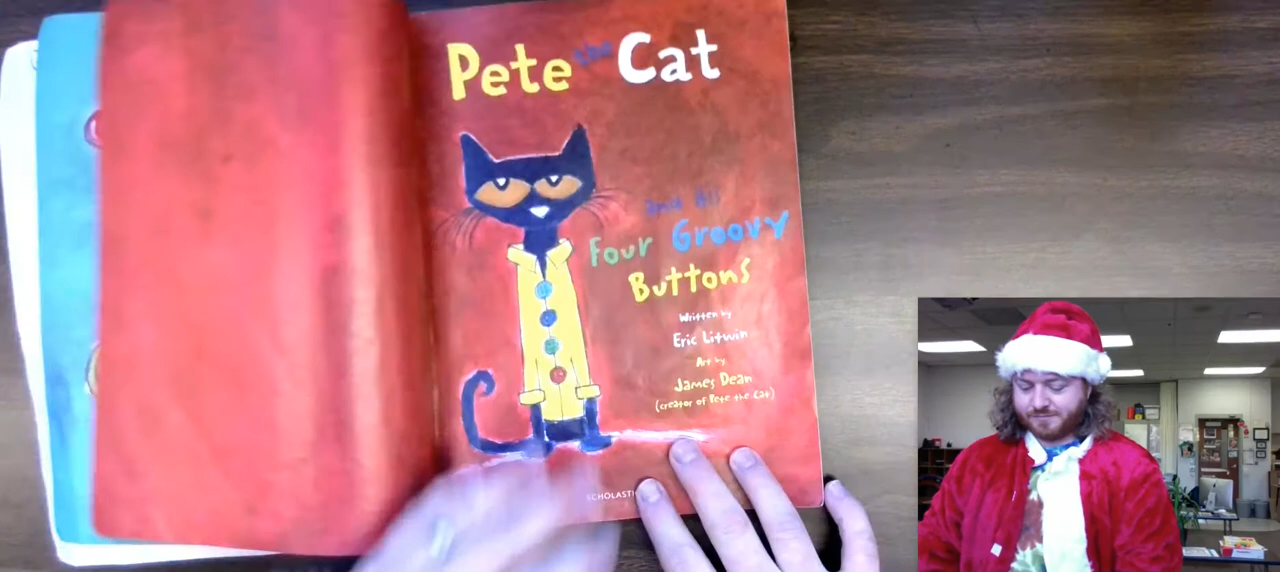 Pete the Cat
and His
Four Groovy
Buttons
Written by
Eric Litwin
Art by
James Dean
(creator of Pete the Cat)
SCHOLASTIC